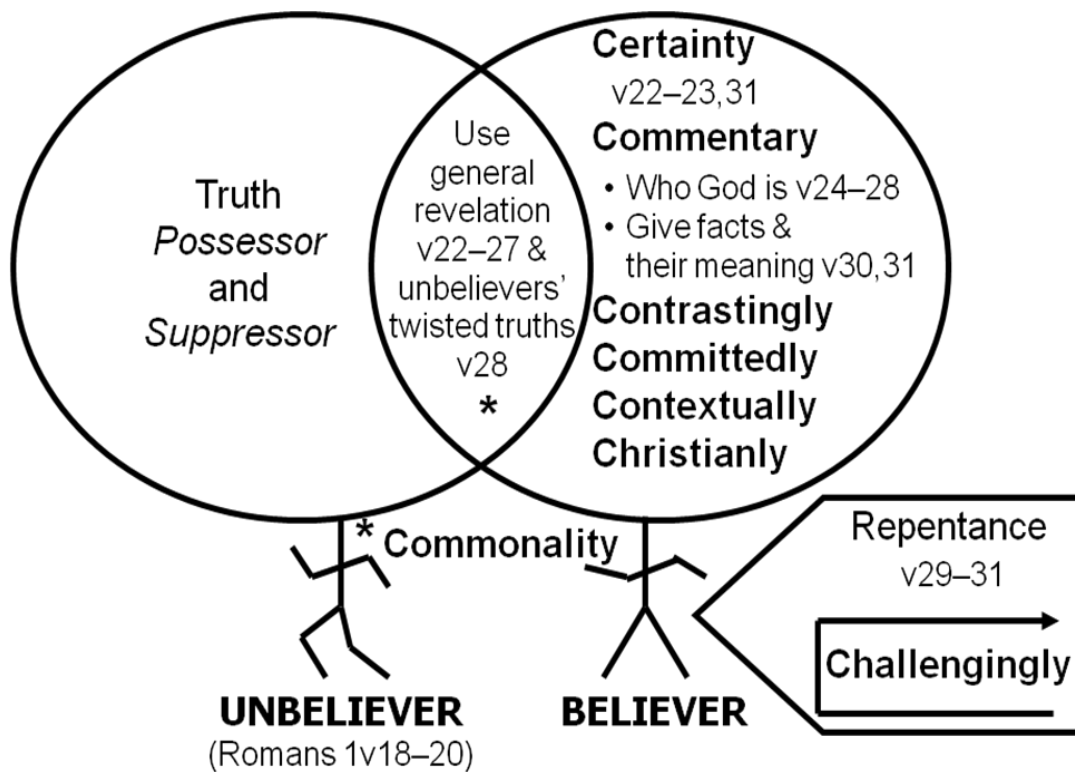 Truth
Possessor
and
Suppressor
Use
general
revelation
v22–27 &
unbelievers’
twisted truths
v28
*
Certainty
v22–23,31
Commentary
• Who God is v24–28
• Give facts &
their meaning v30,31
Contrastingly
Committedly
Contextually
Christianly
* Commonality
UNBELIEVER
(Romans 1v18–20)
BELIEVER
Repentance
v29–31
Challengingly